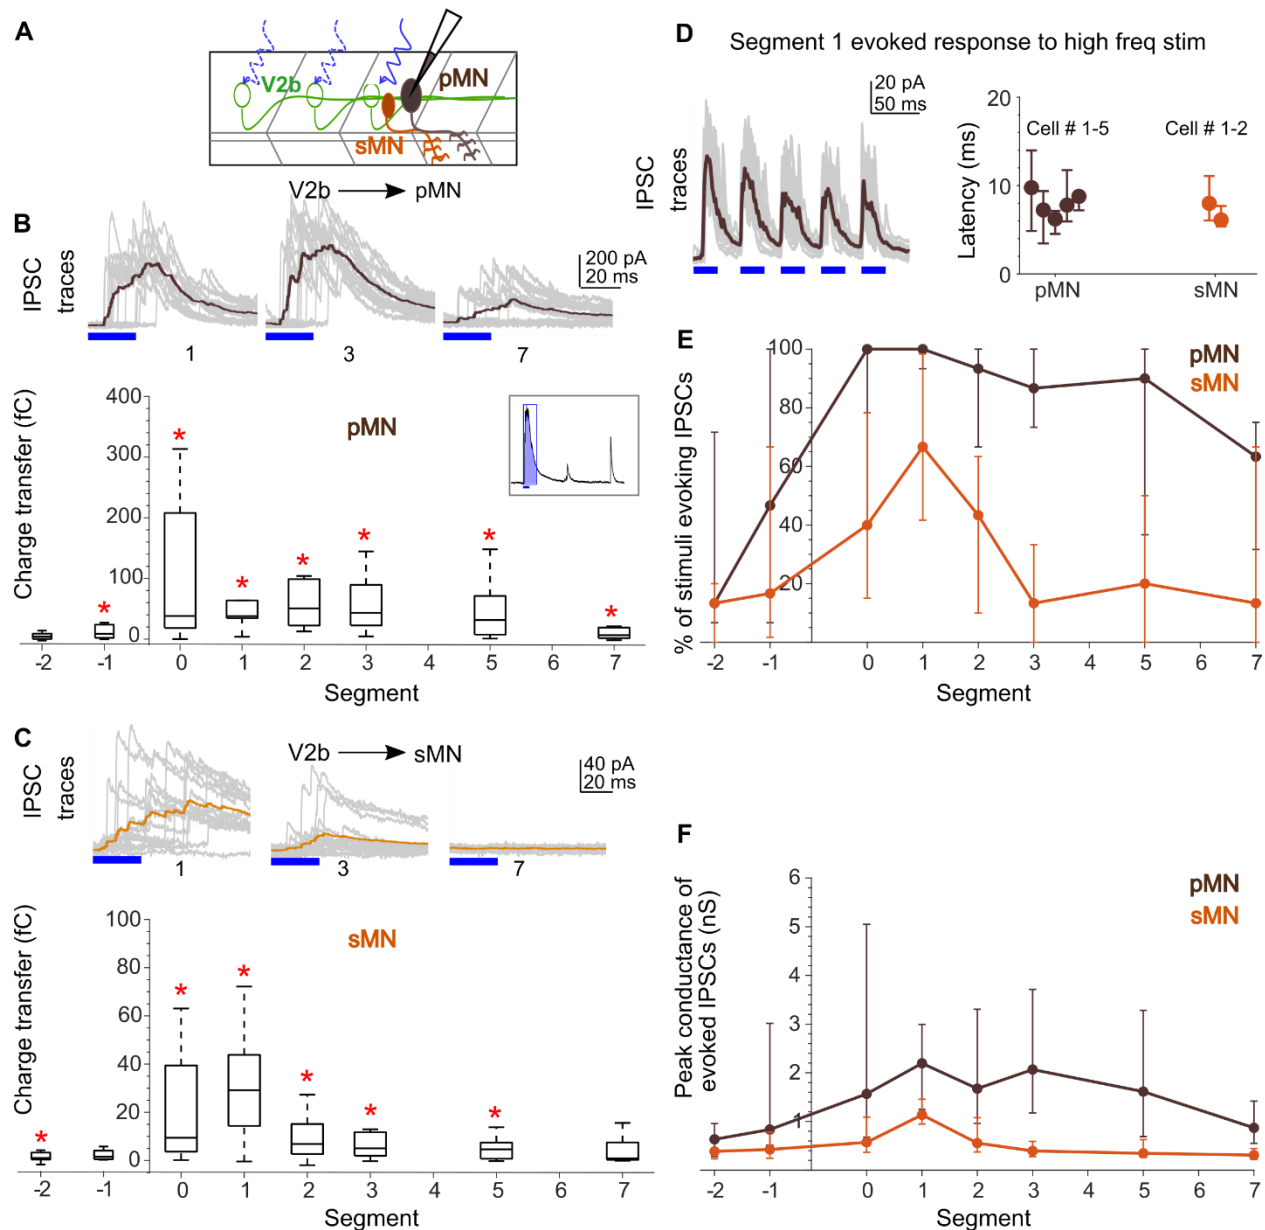 A
V2b
pMN
sMN
V2b pMN
B
IPSC
traces
200 pA
20 ms
1 3 7
Charge transfer (fC)
400
300
200
100
0
pMN
* * * * * * *
-2 -1 0 1 2 3 4 5 7
Segment
C
V2b sMN
IPSC
traces
40 pA
20 ms
1 3 7
Charge transfer (fC)
100
80
60
40
20
0
sMN
* * * * * *
-2 -1 0 1 2 3 4 5 7
Segment
D
Segment 1 evoked response to high freq stim
20 pA
50 ms
IPSC
traces
Latency (ms)
20
10
0
Cell # 1-5 Cell # 1-2
pMN sMN
E
% of stimuli evoking IPSCs
100
80
60
40
20
pMN
sMN
-2 -1 0 1 2 3 5 6 7
Segment
F
Peak conductance of
evoked IPSCs (nS)
6
5
4
3
2
1
pMN
sMN
-2 -1 0 1 2 3 4 5 6 7
Segment